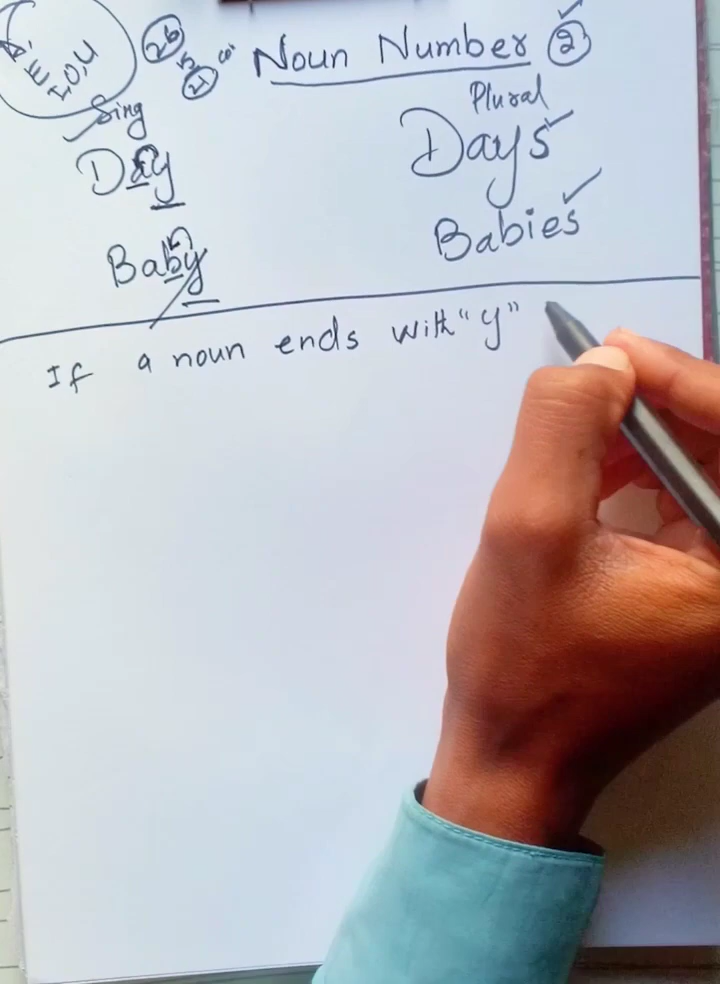 Noun Number 2
A, E, I, O, U
26
5
21
Sing Plural
Day Days
Baby Babies
If a noun ends with "y"